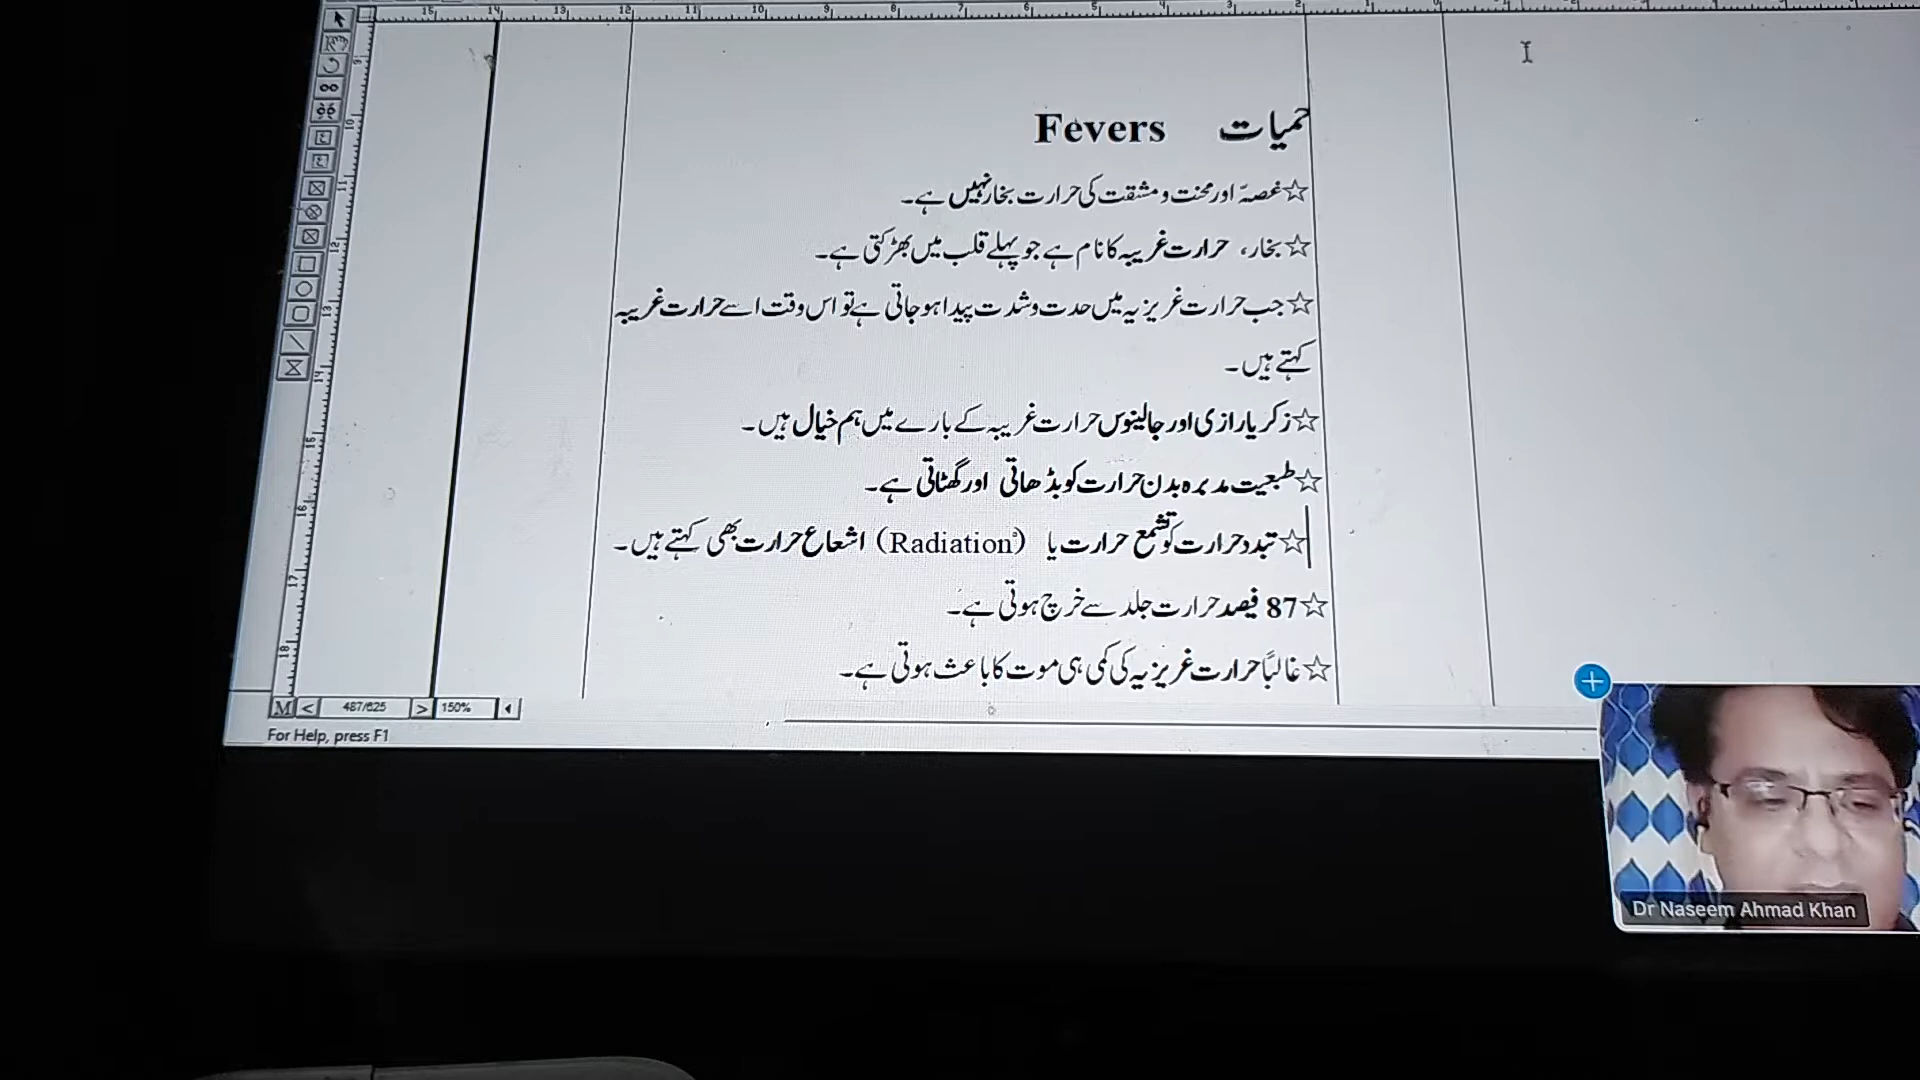 حمیات Fevers
☆غصہّ اور محنت و مشقت کی حرارت بخار نہیں ہے۔
☆بخار، حرارت غریبہ کا نام ہے جو پہلے قلب میں بھڑکتی ہے۔
☆جب حرارت غریزیہ میں حدت و شدت پیدا ہو جاتی ہے تو اس وقت اسے حرارت غریبہ
کہتے ہیں۔
☆زکریا رازی اور جالینوس حرارت غریبہ کے بارے میں ہم خیال ہیں۔
☆طبعیت مدبرہ بدن حرارت کو بڈھاتی اور گھٹاتی ہے۔
☆تبدد حرارت کو تشمع حرارت یا (Radiation) اشعاع حرارت بھی کہتے ہیں۔
☆87 فیصد حرارت جلد سے خرچ ہوتی ہے۔
☆غالباً حرارت غریزیہ کی کمی ہی موت کا باعث ہوتی ہے۔
M < 487/625 > 150%
For Help, press F1
Dr Naseem Ahmad Khan